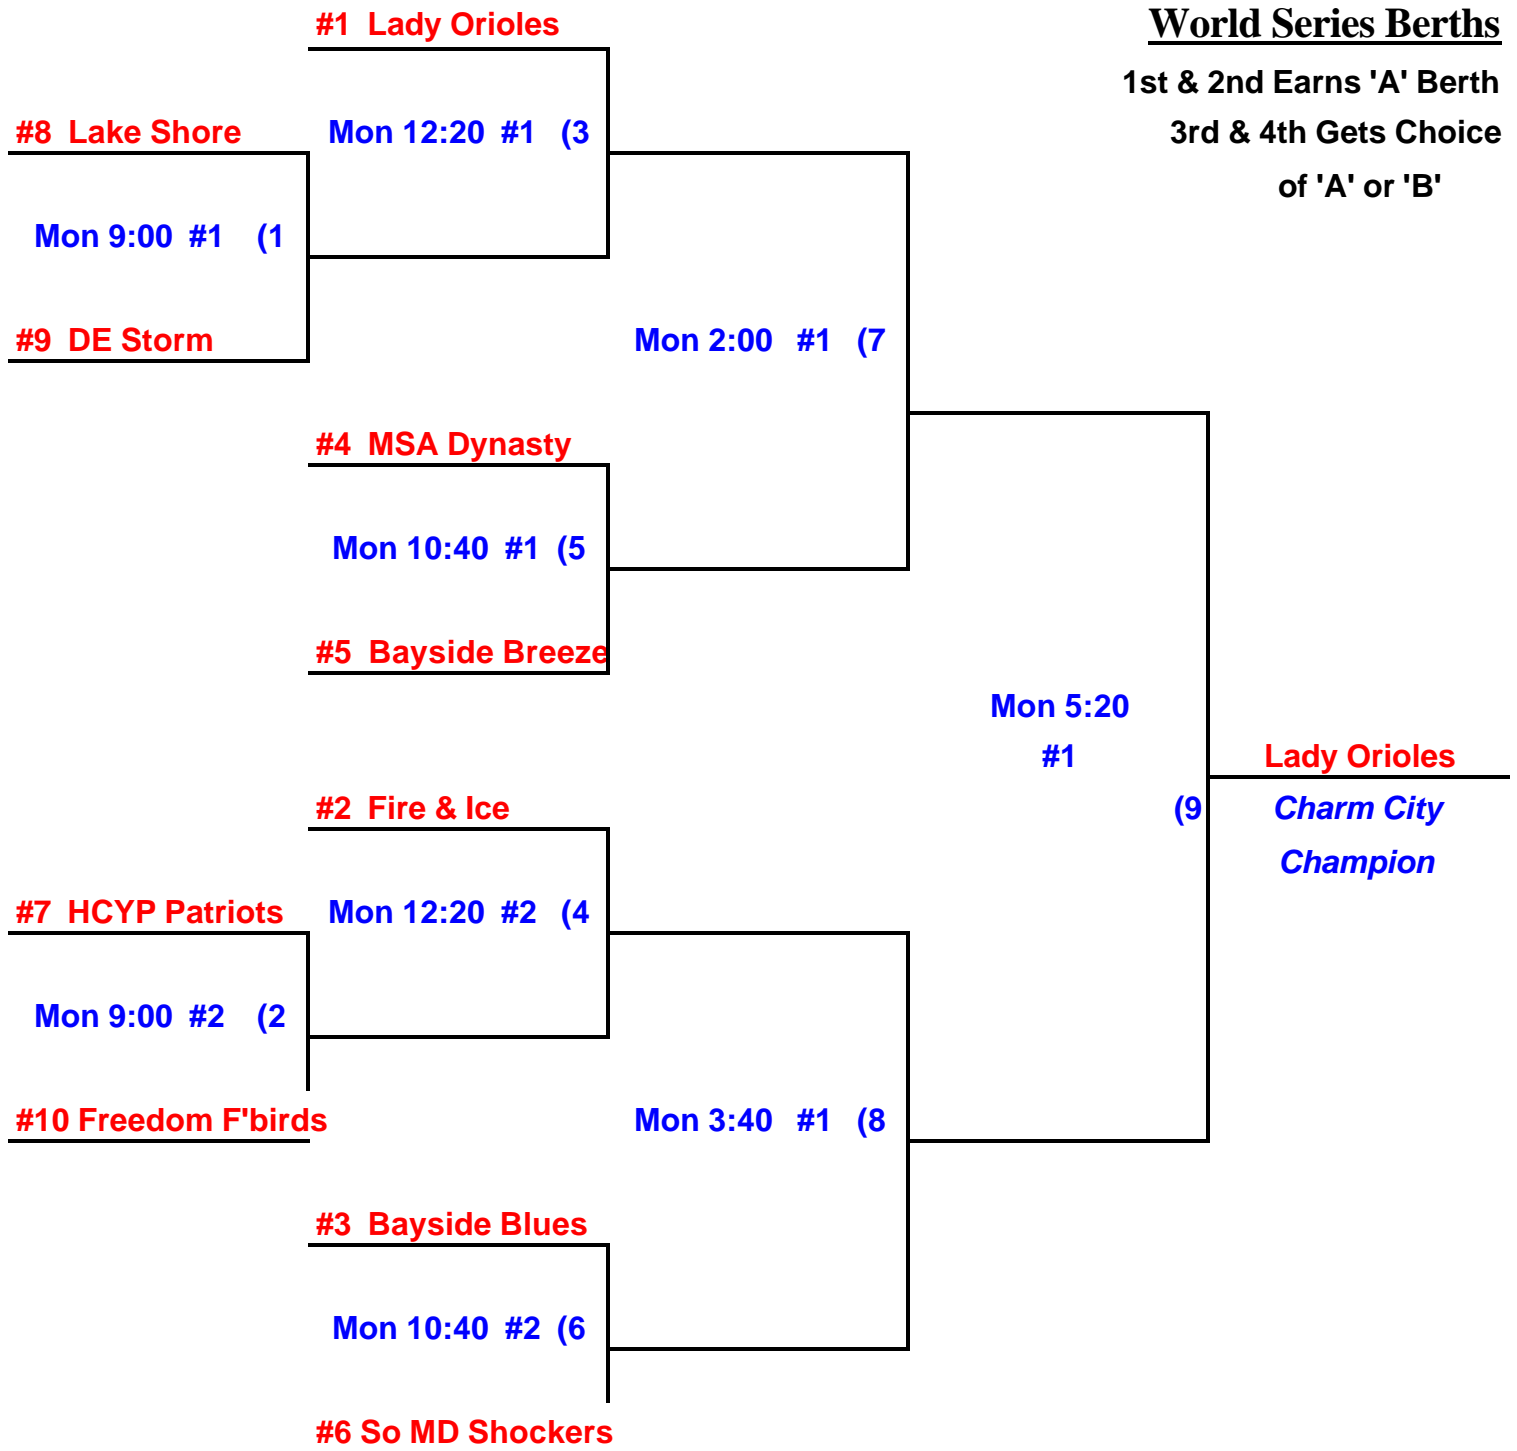 #1  Lady Orioles
World Series Berths
1st & 2nd Earns 'A' Berth
#8  Lake Shore
Mon 12:20  #1   (3
3rd & 4th Gets Choice
of 'A' or 'B'
Mon 9:00  #1    (1
#9  DE Storm
Mon 2:00   #1   (7
#4  MSA Dynasty
Mon 10:40  #1  (5
#5  Bayside Breeze
Mon 5:20
#1
Lady Orioles
#2  Fire & Ice
(9
Charm City
Champion
#7  HCYP Patriots
Mon 12:20  #2   (4
Mon 9:00  #2    (2
#10 Freedom F'birds
Mon 3:40   #1   (8
#3  Bayside Blues
Mon 10:40  #2  (6
#6 So MD Shockers